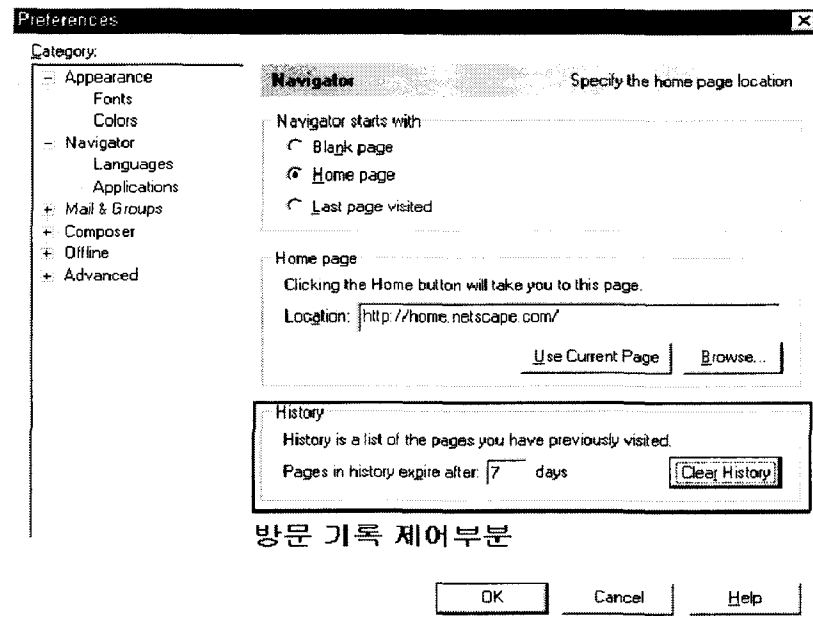 Preferences
Category:
Appearance
Fonts
Colors
Navigator
Languages
Applications
Mail & Groups
Composer
Offline
Advanced
Navigator Specify the home page location
Navigator starts with
Blank page
Home page
Last page visited
Home page
Clicking the Home button will take you to this page.
Location: http://home.netscape.com/
Use Current Page Browse...
History
History is a list of the pages you have previously visited.
Pages in history expire after: 7 days Clear History
방문 기록 제어부분
OK Cancel Help